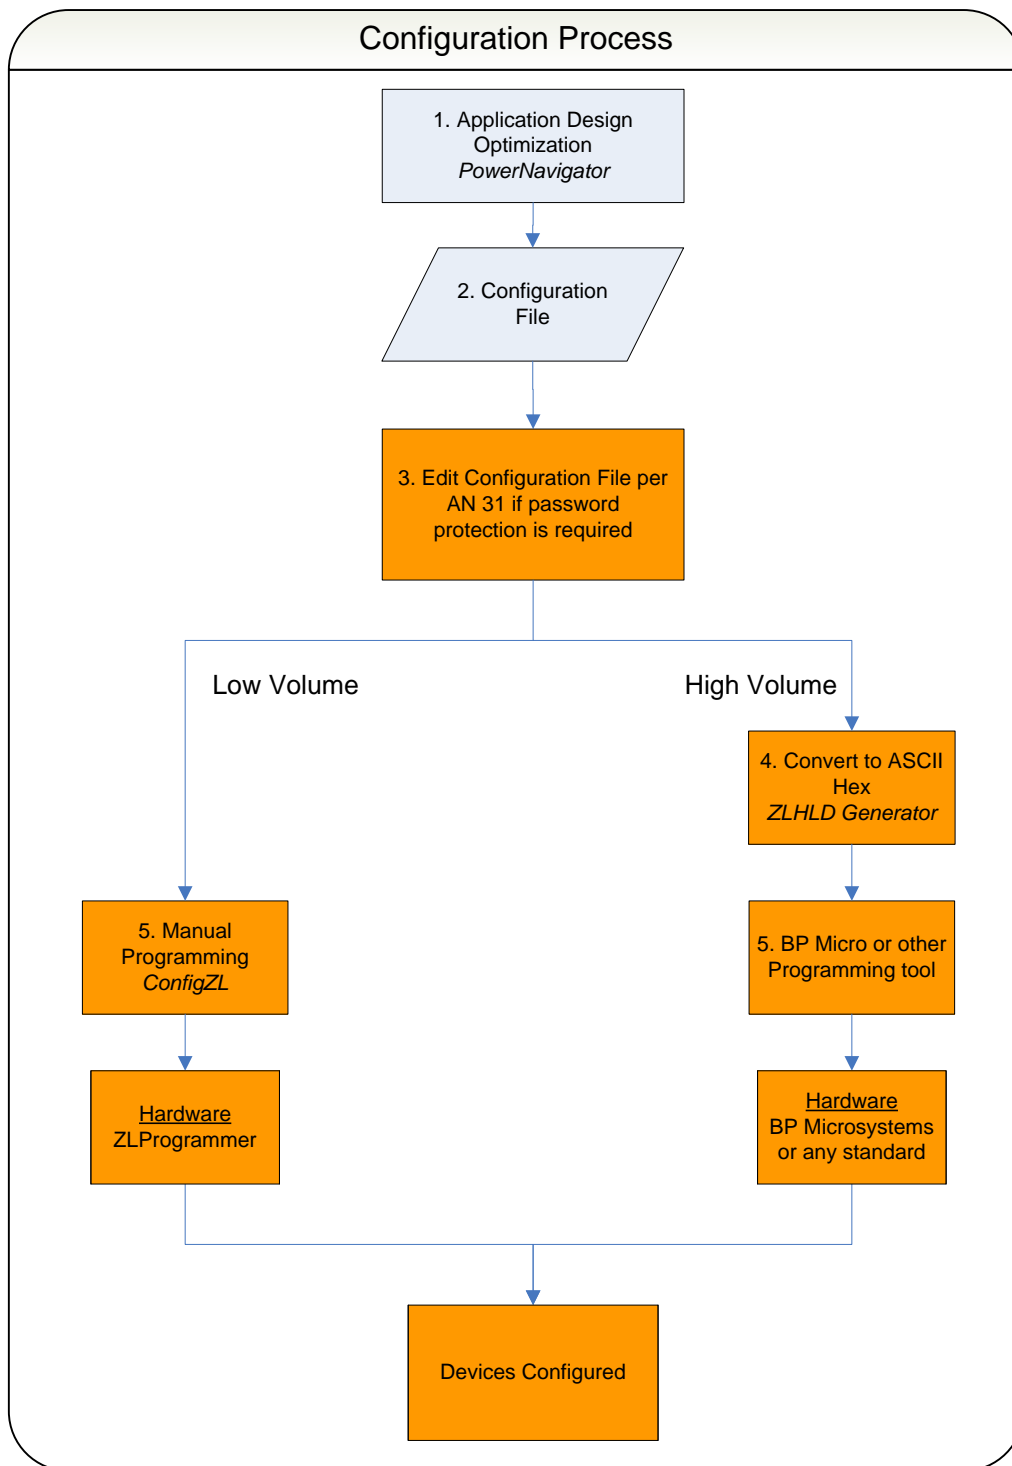 Configuration Process
1. Application Design
Optimization
PowerNavigator
2. Configuration
File
3. Edit Configuration File per
AN 31 if password
protection is required
Low Volume
High Volume
4. Convert to ASCII
Hex
ZLHLD Generator
5. Manual
Programming
ConfigZL
5. BP Micro or other
Programming tool
Hardware
ZLProgrammer
Hardware
BP Microsystems
or any standard
Devices Configured